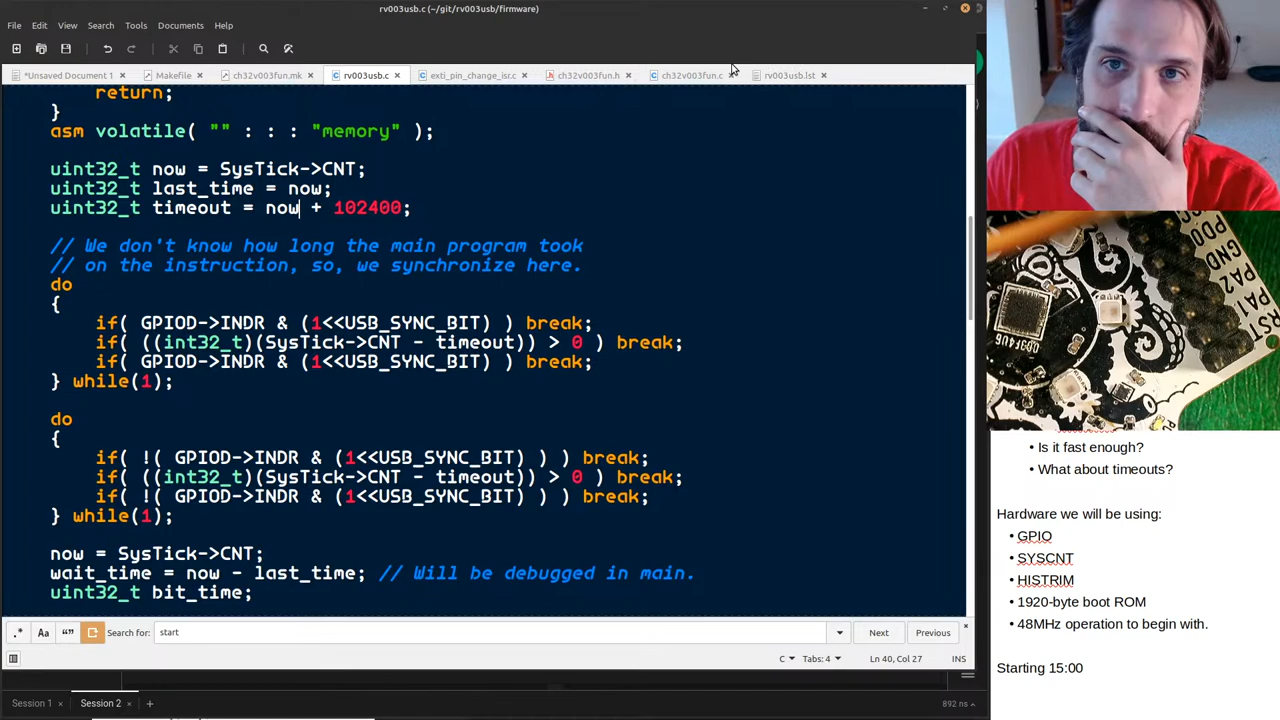 rv003usb.c (~/git/rv003usb/firmware)
File Edit View Search Tools Documents Help
*Unsaved Document 1 Makefile ch32v003fun.mk rv003usb.c exti_pin_change_isr.c ch32v003fun.h ch32v003fun.c rv003usb.lst
return;
}
asm volatile( "" : : : "memory" );
uint32_t now = SysTick->CNT;
uint32_t last_time = now;
uint32_t timeout = now + 102400;
// We don't know how long the main program took
// on the instruction, so, we synchronize here.
do
{
if( GPIOD->INDR & (1<<USB_SYNC_BIT) ) break;
if( ((int32_t)(SysTick->CNT - timeout)) > 0 ) break;
if( GPIOD->INDR & (1<<USB_SYNC_BIT) ) break;
} while(1);
do
{
if( !( GPIOD->INDR & (1<<USB_SYNC_BIT) ) ) break;
if( ((int32_t)(SysTick->CNT - timeout)) > 0 ) break;
if( !( GPIOD->INDR & (1<<USB_SYNC_BIT) ) ) break;
} while(1);
now = SysTick->CNT;
wait_time = now - last_time; // Will be debugged in main.
uint32_t bit_time;
.* Aa “” Search for: start Next Previous
C Tabs: 4 Ln 40, Col 27 INS
Session 1 Session 2 892 ns
PD0
GND
PA2
PA1
RST
• Is it fast enough?
• What about timeouts?
Hardware we will be using:
• GPIO
• SYSCNT
• HISTRIM
• 1920-byte boot ROM
• 48MHz operation to begin with.
Starting 15:00